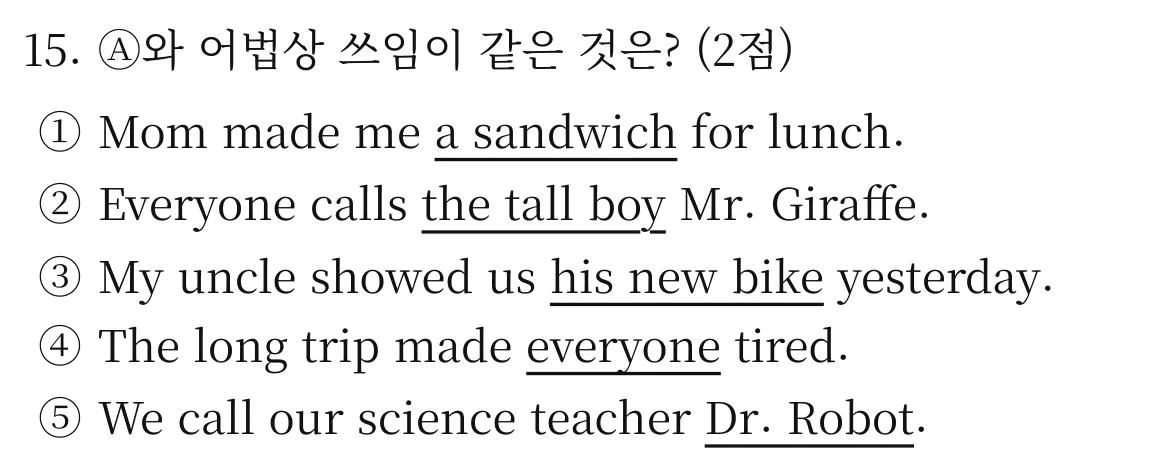 15. Ⓐ와 어법상 쓰임이 같은 것은? (2점)
① Mom made me a sandwich for lunch.
② Everyone calls the tall boy Mr. Giraffe.
③ My uncle showed us his new bike yesterday.
④ The long trip made everyone tired.
⑤ We call our science teacher Dr. Robot.